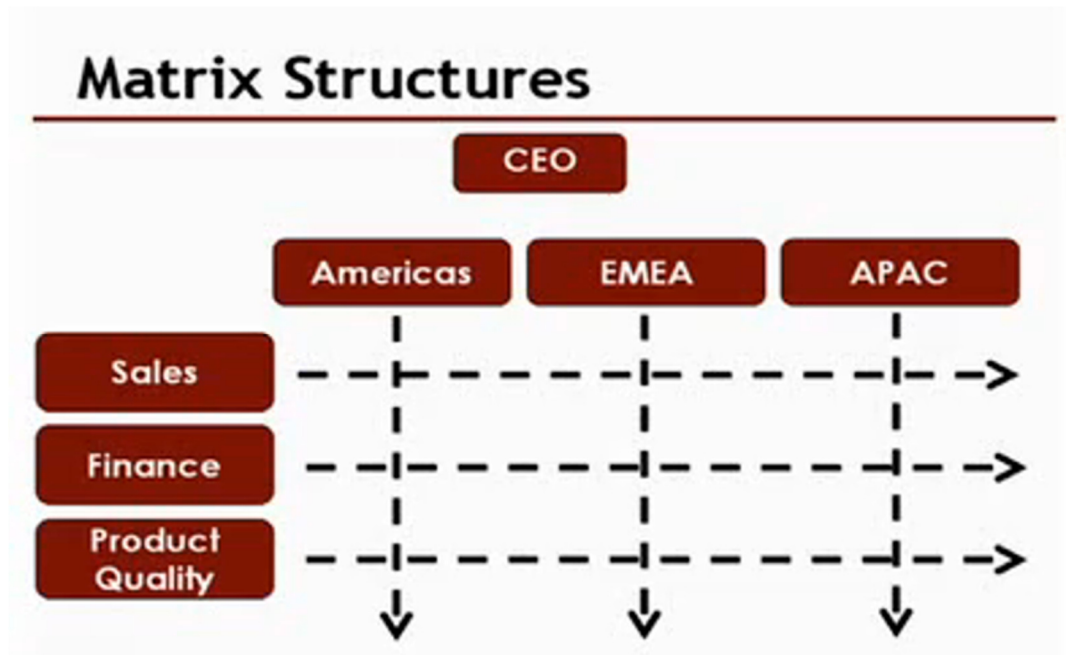 Matrix Structures
CEO
Americas
EMEA
APAC
Sales
Finance
Product
Quality